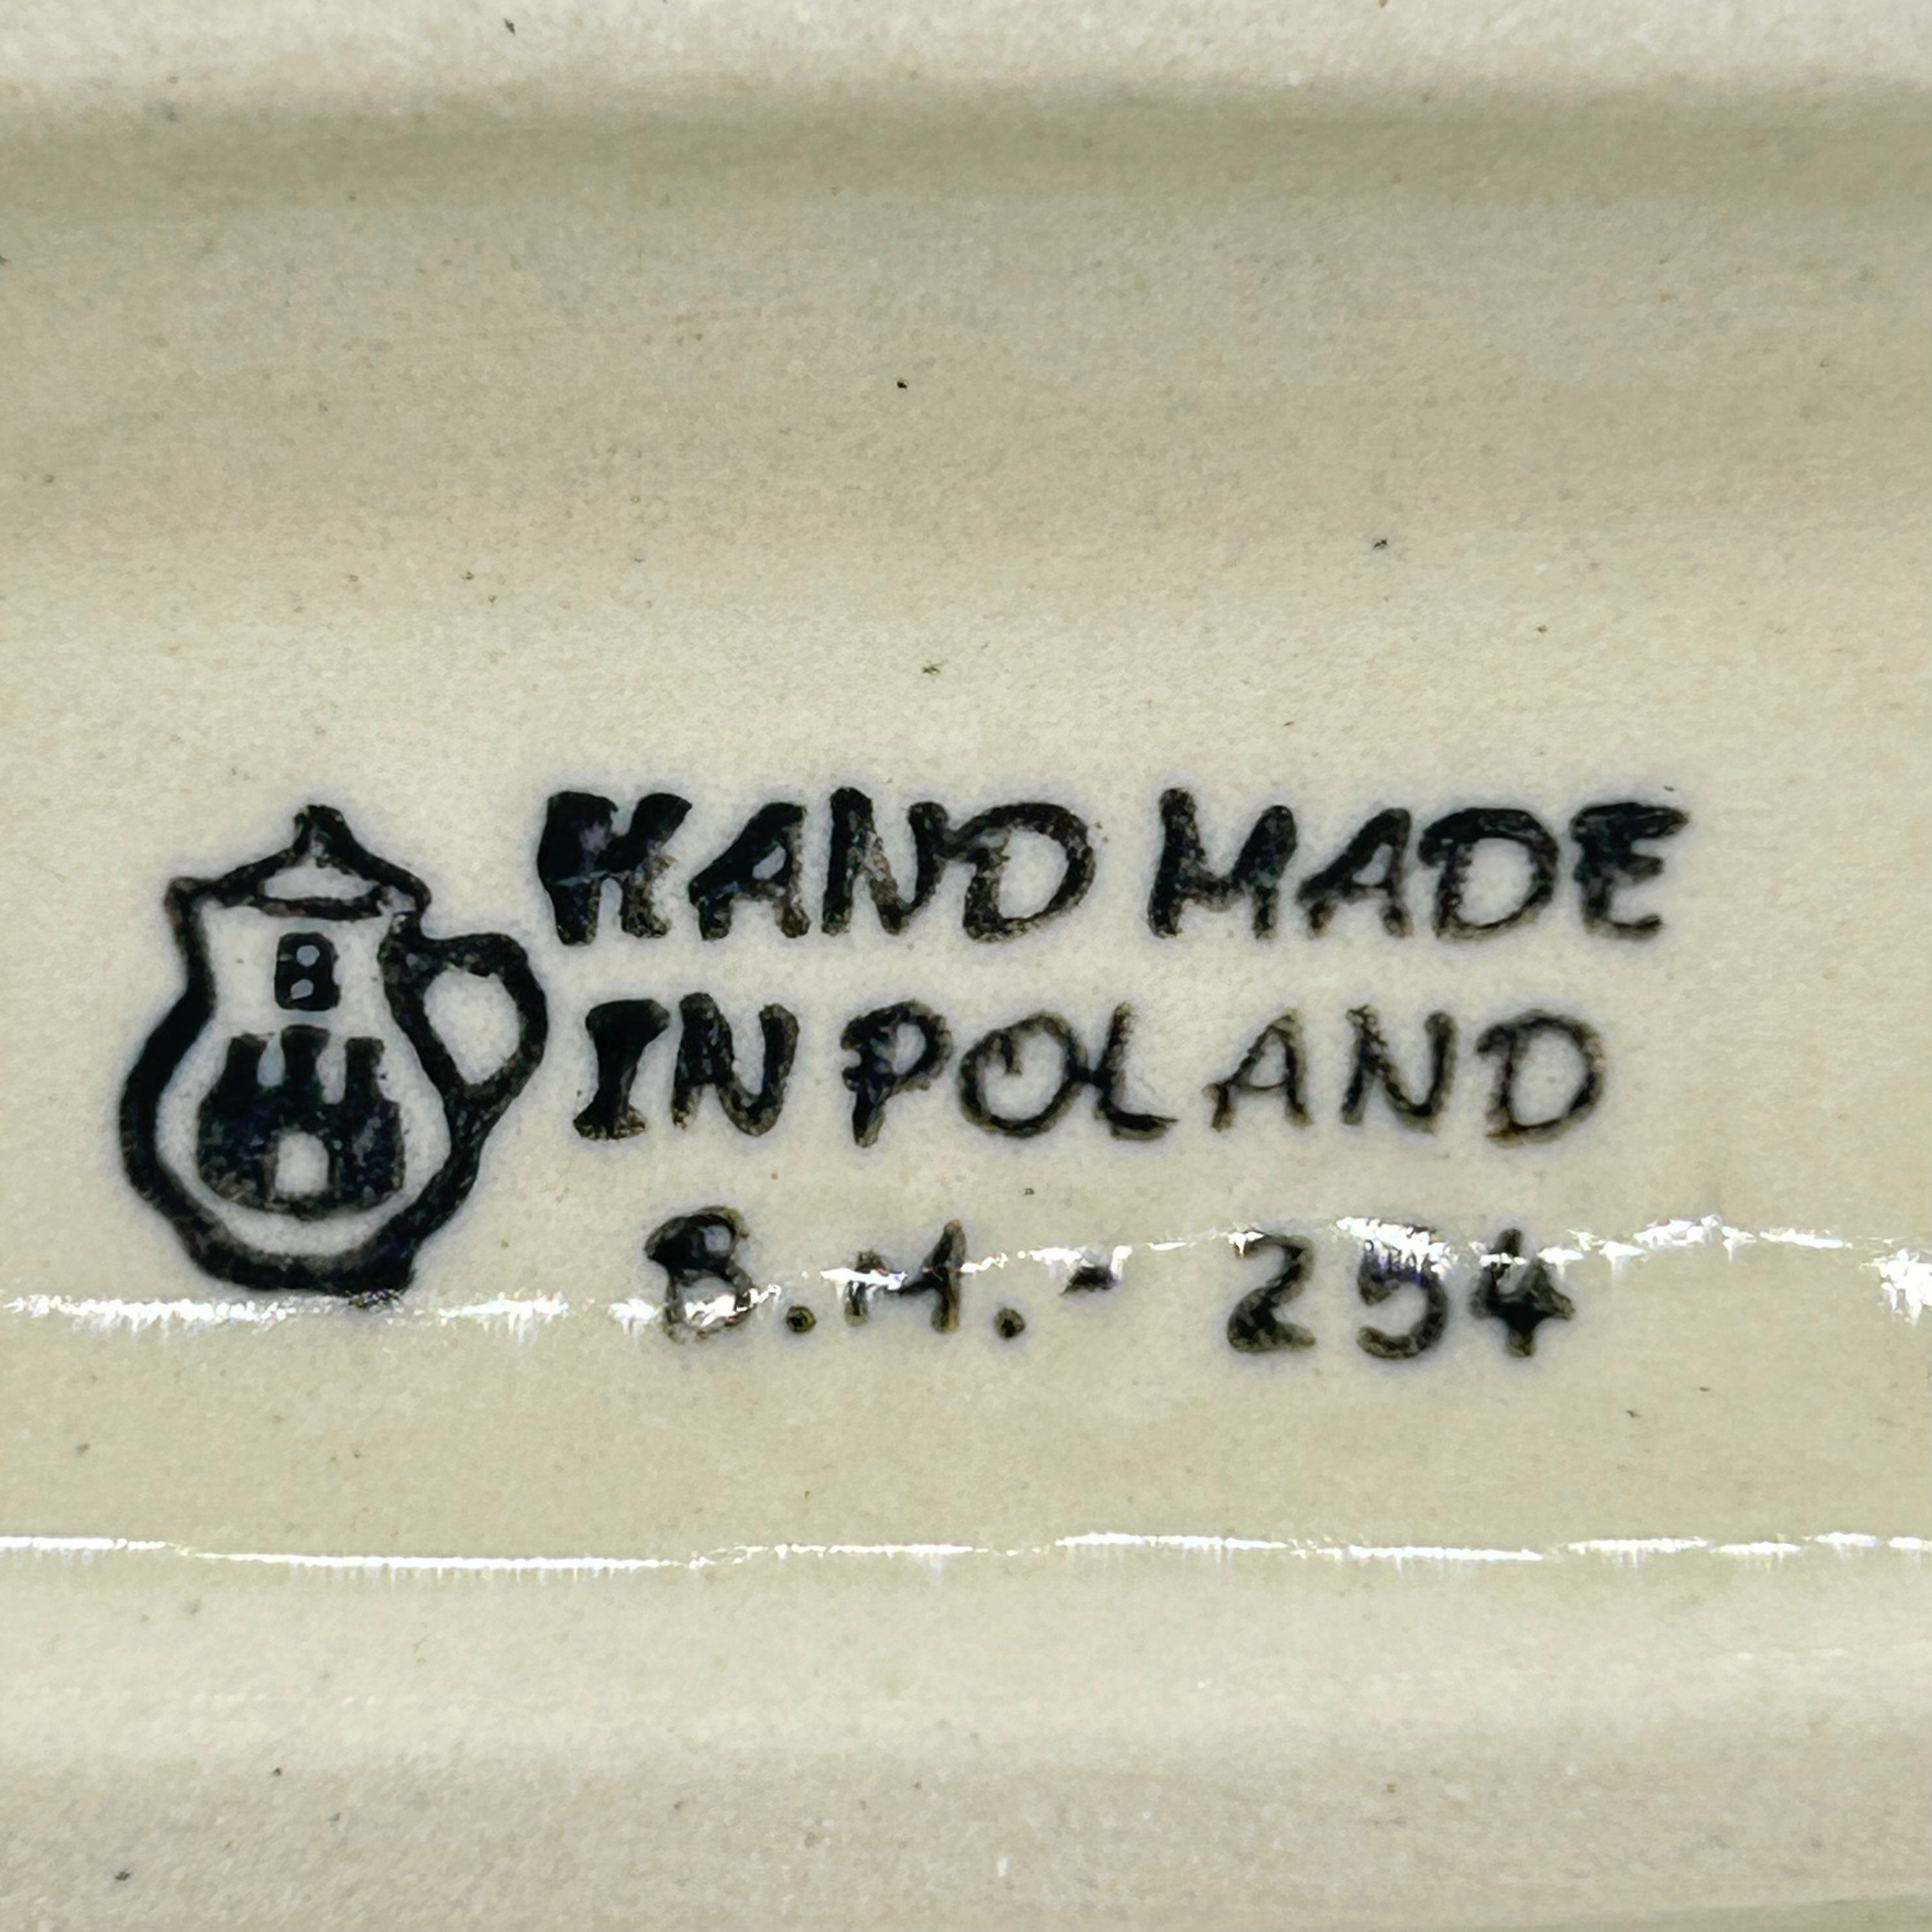 B
HAND MADE
IN POLAND
B.M.- 254